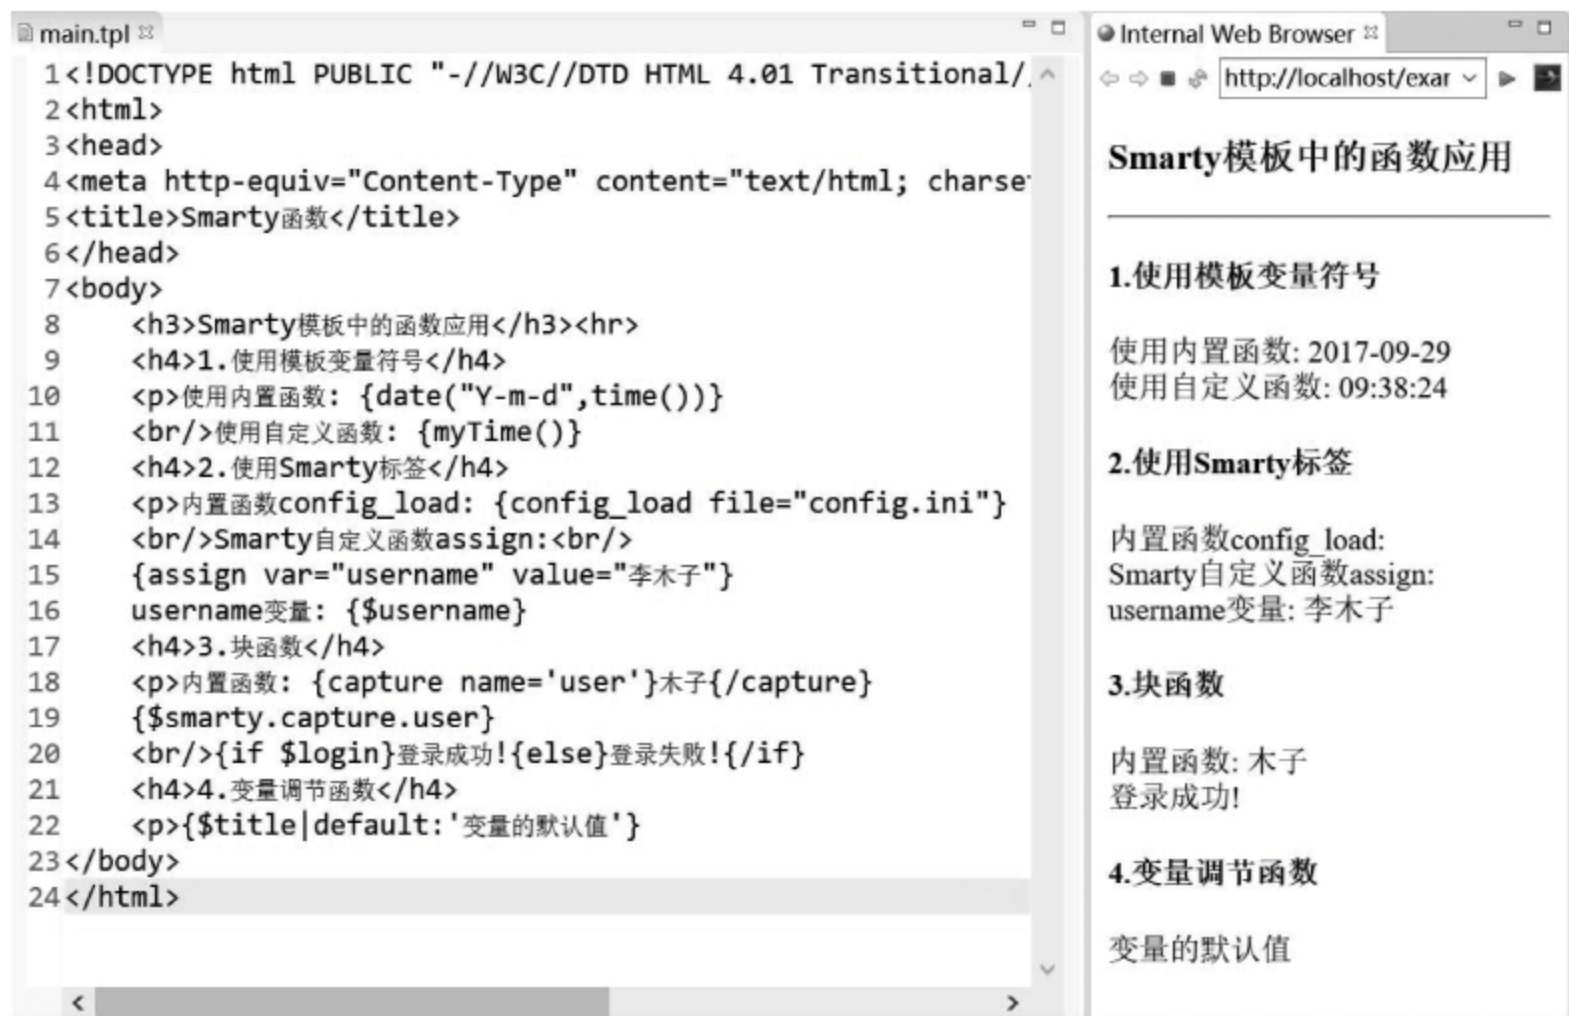 main.tpl
1<!DOCTYPE html PUBLIC "-//W3C//DTD HTML 4.01 Transitional/
2<html>
3<head>
4<meta http-equiv="Content-Type" content="text/html; charse
5<title>Smarty函数</title>
6</head>
7<body>
8    <h3>Smarty模板中的函数应用</h3><hr>
9    <h4>1.使用模板变量符号</h4>
10    <p>使用内置函数: {date("Y-m-d",time())}
11    <br/>使用自定义函数: {myTime()}
12    <h4>2.使用Smarty标签</h4>
13    <p>内置函数config_load: {config_load file="config.ini"}
14    <br/>Smarty自定义函数assign:<br/>
15    {assign var="username" value="李木子"}
16    username变量: {$username}
17    <h4>3.块函数</h4>
18    <p>内置函数: {capture name='user'}木子{/capture}
19    {$smarty.capture.user}
20    <br/>{if $login}登录成功!{else}登录失败!{/if}
21    <h4>4.变量调节函数</h4>
22    <p>{$title|default:'变量的默认值'}
23</body>
24</html>
Internal Web Browser
http://localhost/exar
Smarty模板中的函数应用
1.使用模板变量符号
使用内置函数: 2017-09-29
使用自定义函数: 09:38:24
2.使用Smarty标签
内置函数config_load:
Smarty自定义函数assign:
username变量: 李木子
3.块函数
内置函数: 木子
登录成功!
4.变量调节函数
变量的默认值